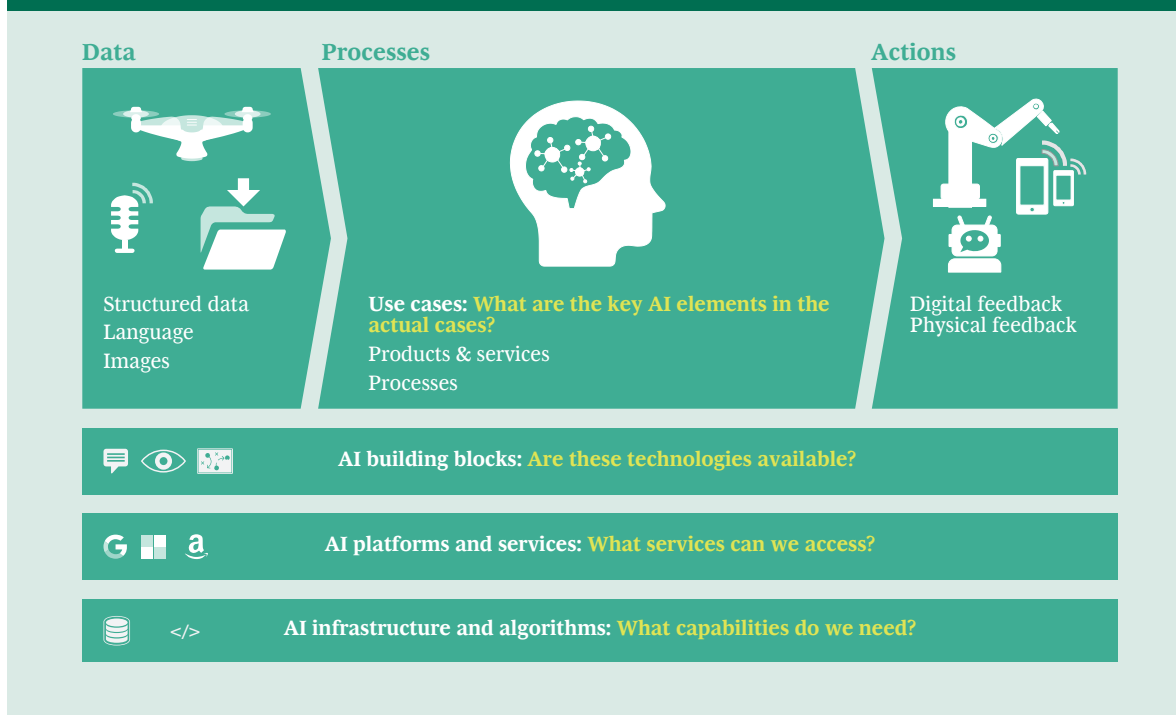 Data
Processes
Actions
Structured data
Language
Images
Use cases: What are the key AI elements in the
actual cases?
Products & services
Processes
Digital feedback
Physical feedback
AI building blocks: Are these technologies available?
G a AI platforms and services: What services can we access?
</> AI infrastructure and algorithms: What capabilities do we need?